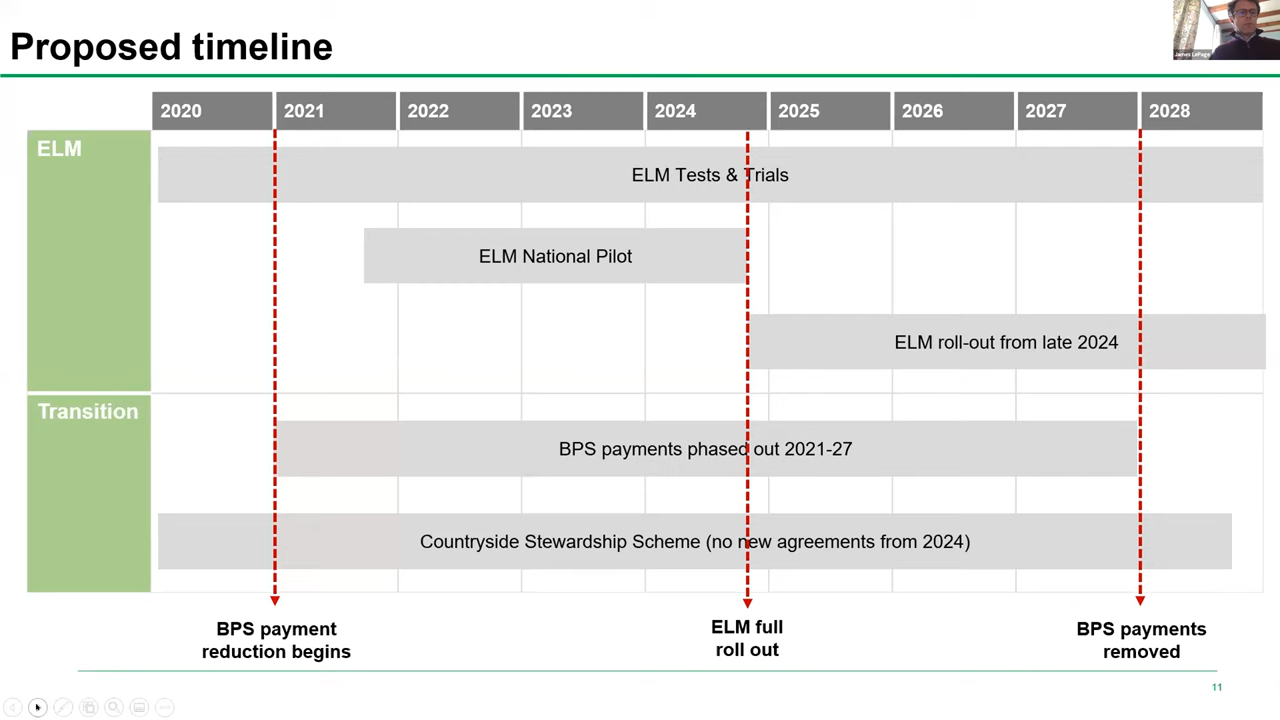 Proposed timeline
James LePage
2020 2021 2022 2023 2024 2025 2026 2027 2028
ELM
ELM Tests & Trials
ELM National Pilot
ELM roll-out from late 2024
Transition
BPS payments phased out 2021-27
Countryside Stewardship Scheme (no new agreements from 2024)
BPS payment
reduction begins
ELM full
roll out
BPS payments
removed
11